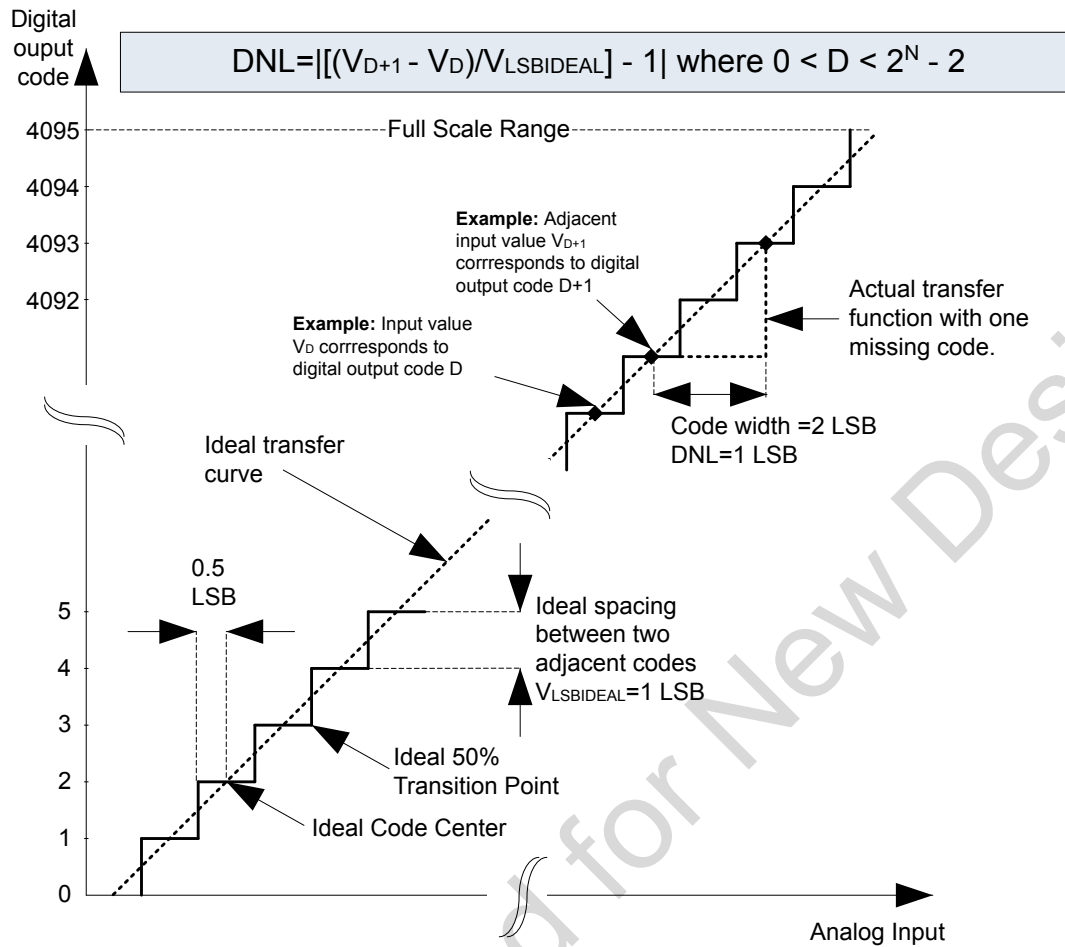 Digital
ouput
code
DNL=|[(VD+1 - VD)/VLSBIDEAL] - 1| where 0 < D < 2^N - 2
4095
Full Scale Range
4094
4093
4092
Example: Adjacent
input value VD+1
corrresponds to digital
output code D+1
Example: Input value
VD corrresponds to
digital output code D
Actual transfer
function with one
missing code.
Code width =2 LSB
DNL=1 LSB
Ideal transfer
curve
0.5
LSB
Ideal spacing
between two
adjacent codes
VLSBIDEAL=1 LSB
5
4
3
2
1
0
Ideal 50%
Transition Point
Ideal Code Center
Analog Input
for New Desi